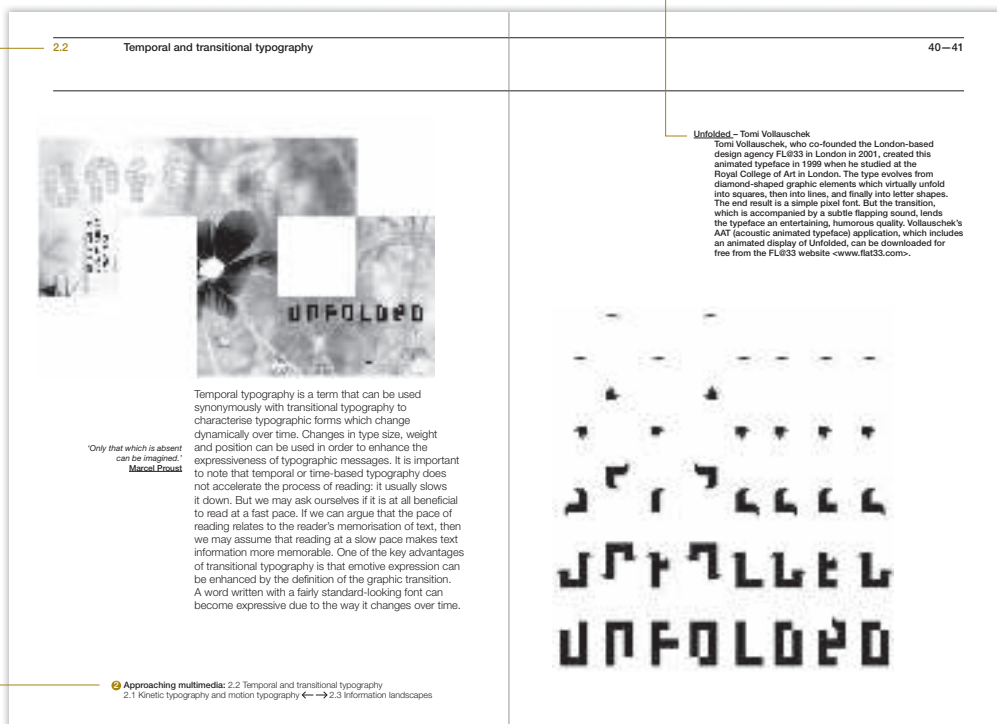 2.2 Temporal and transitional typography
40—41
UNFOLDED
Temporal typography is a term that can be used
synonymously with transitional typography to
characterise typographic forms which change
dynamically over time. Changes in type size, weight
and position can be used in order to enhance the
expressiveness of typographic messages. It is important
to note that temporal or time-based typography does
not accelerate the process of reading: it usually slows
it down. But we may ask ourselves if it is at all beneficial
to read at a fast pace. If we can argue that the pace of
reading relates to the reader's memorisation of text, then
we may assume that reading at a slow pace makes text
information more memorable. One of the key advantages
of transitional typography is that emotive expression can
be enhanced by the definition of the graphic transition.
A word written with a fairly standard-looking font can
become expressive due to the way it changes over time.
'Only that which is absent
can be imagined.'
Marcel Proust
2 Approaching multimedia: 2.2 Temporal and transitional typography
2.1 Kinetic typography and motion typography ←→ 2.3 Information landscapes
Unfolded – Tomi Vollauschek
Tomi Vollauschek, who co-founded the London-based
design agency FL@33 in London in 2001, created this
animated typeface in 1999 when he studied at the
Royal College of Art in London. The type evolves from
diamond-shaped graphic elements which virtually unfold
into squares, then into lines, and finally into letter shapes.
The end result is a simple pixel font. But the transition,
which is accompanied by a subtle flapping sound, lends
the typeface an entertaining, humorous quality. Vollauschek's
AAT (acoustic animated typeface) application, which includes
an animated display of Unfolded, can be downloaded for
free from the FL@33 website <www.flat33.com>.
UNFOLDED